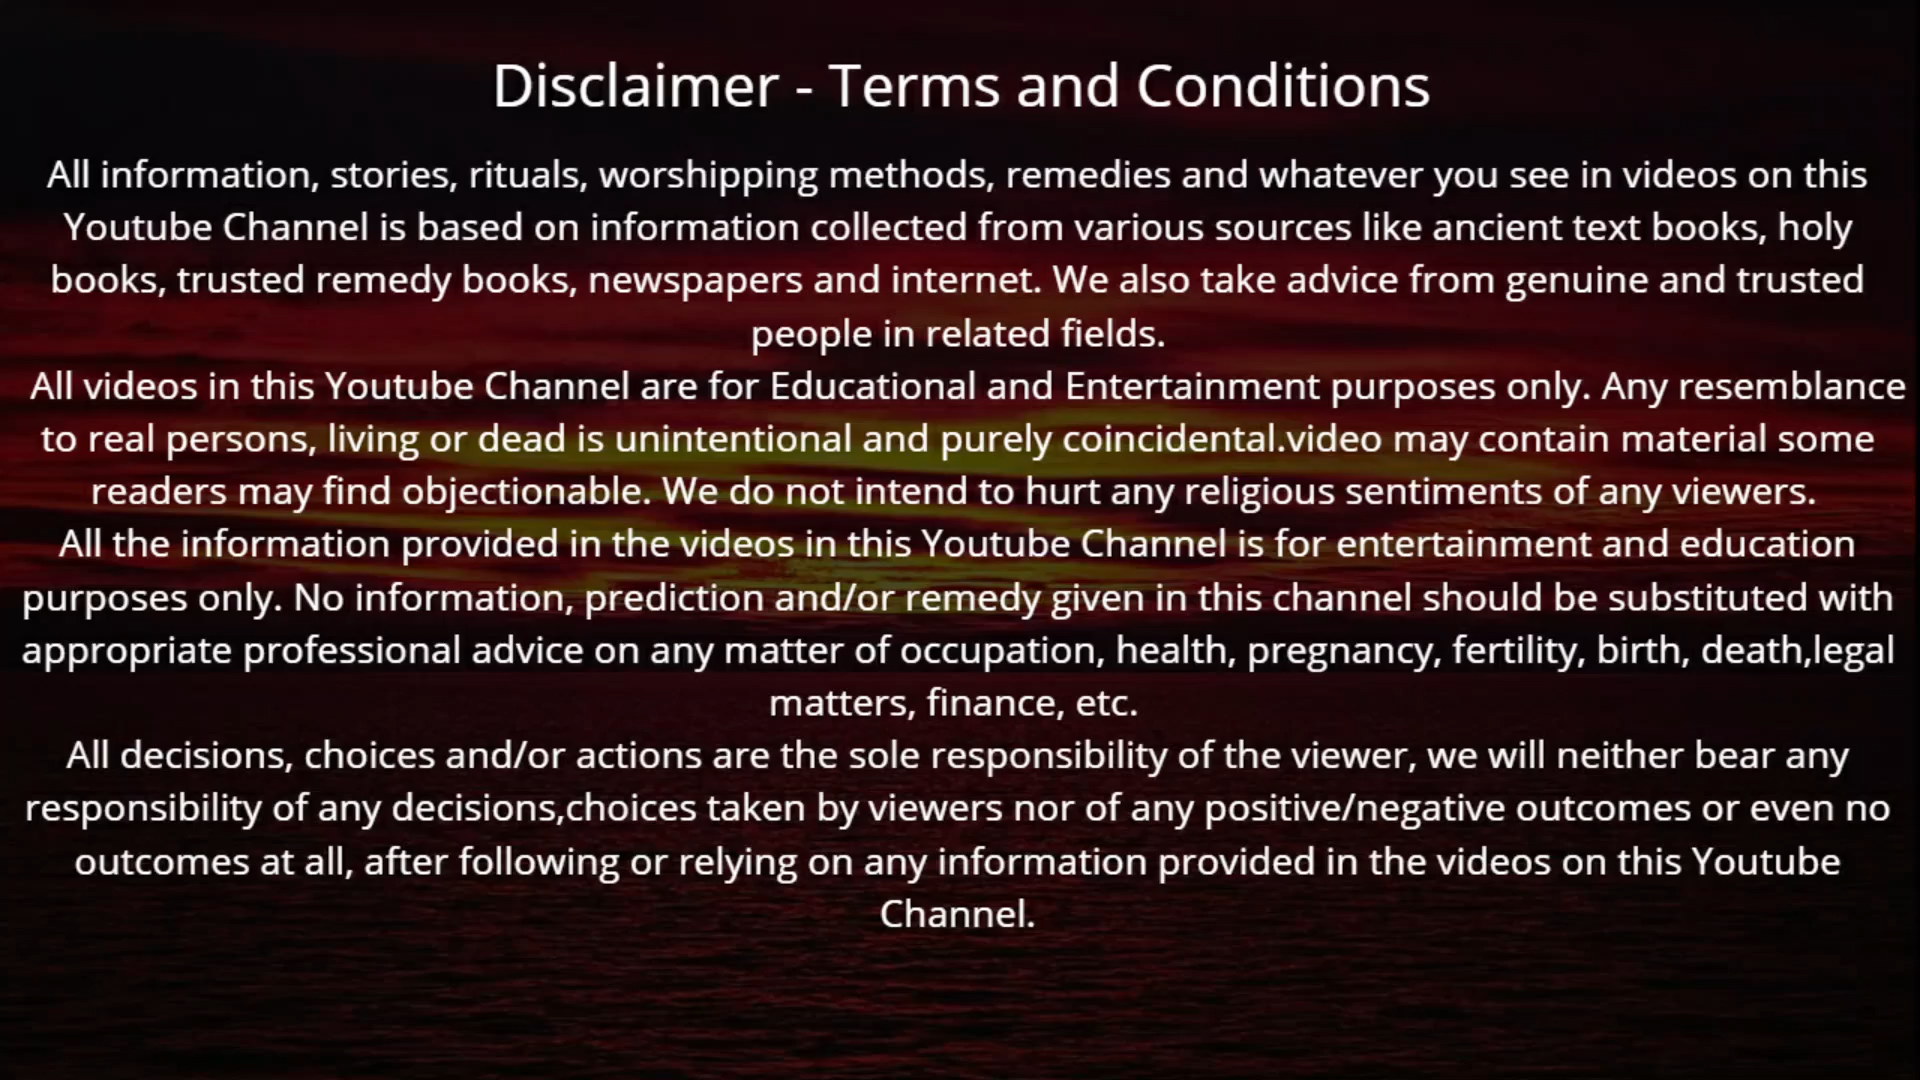 Disclaimer - Terms and Conditions
All information, stories, rituals, worshipping methods, remedies and whatever you see in videos on this
Youtube Channel is based on information collected from various sources like ancient text books, holy
books, trusted remedy books, newspapers and internet. We also take advice from genuine and trusted
people in related fields.
All videos in this Youtube Channel are for Educational and Entertainment purposes only. Any resemblance
to real persons, living or dead is unintentional and purely coincidental.video may contain material some
readers may find objectionable. We do not intend to hurt any religious sentiments of any viewers.
All the information provided in the videos in this Youtube Channel is for entertainment and education
purposes only. No information, prediction and/or remedy given in this channel should be substituted with
appropriate professional advice on any matter of occupation, health, pregnancy, fertility, birth, death,legal
matters, finance, etc.
All decisions, choices and/or actions are the sole responsibility of the viewer, we will neither bear any
responsibility of any decisions,choices taken by viewers nor of any positive/negative outcomes or even no
outcomes at all, after following or relying on any information provided in the videos on this Youtube
Channel.